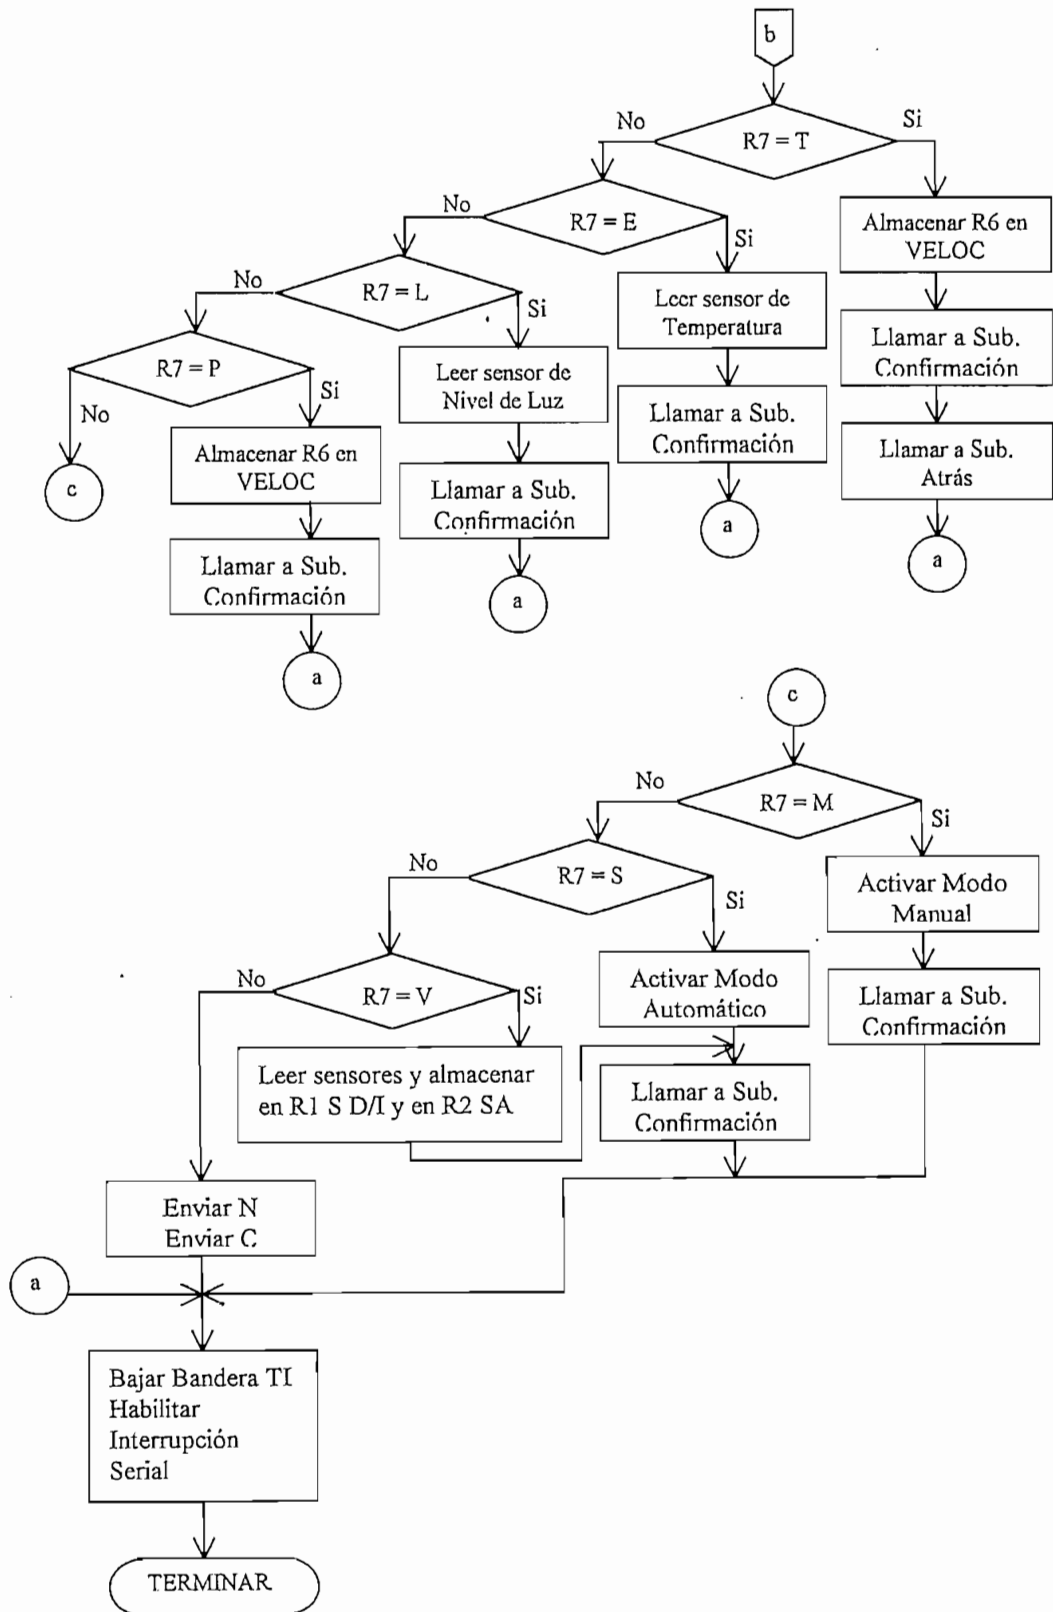 b
No
R7 = T
Si
No
R7 = E
Si
Almacenar R6 en
VELOC
No
R7 = L
Si
Leer sensor de
Temperatura
Llamar a Sub.
Confirmación
R7 = P
Si
No
Leer sensor de
Nivel de Luz
Llamar a Sub.
Confirmación
Llamar a Sub.
Atrás
Almacenar R6 en
VELOC
c
Llamar a Sub.
Confirmación
a
a
Llamar a Sub.
Confirmación
a
a
c
No
R7 = M
Si
No
R7 = S
Si
Activar Modo
Manual
No
R7 = V
Si
Activar Modo
Automático
Llamar a Sub.
Confirmación
Leer sensores y almacenar
en R1 S D/I y en R2 SA
Llamar a Sub.
Confirmación
Enviar N
Enviar C
a
Bajar Bandera TI
Habilitar
Interrupción
Serial
TERMINAR